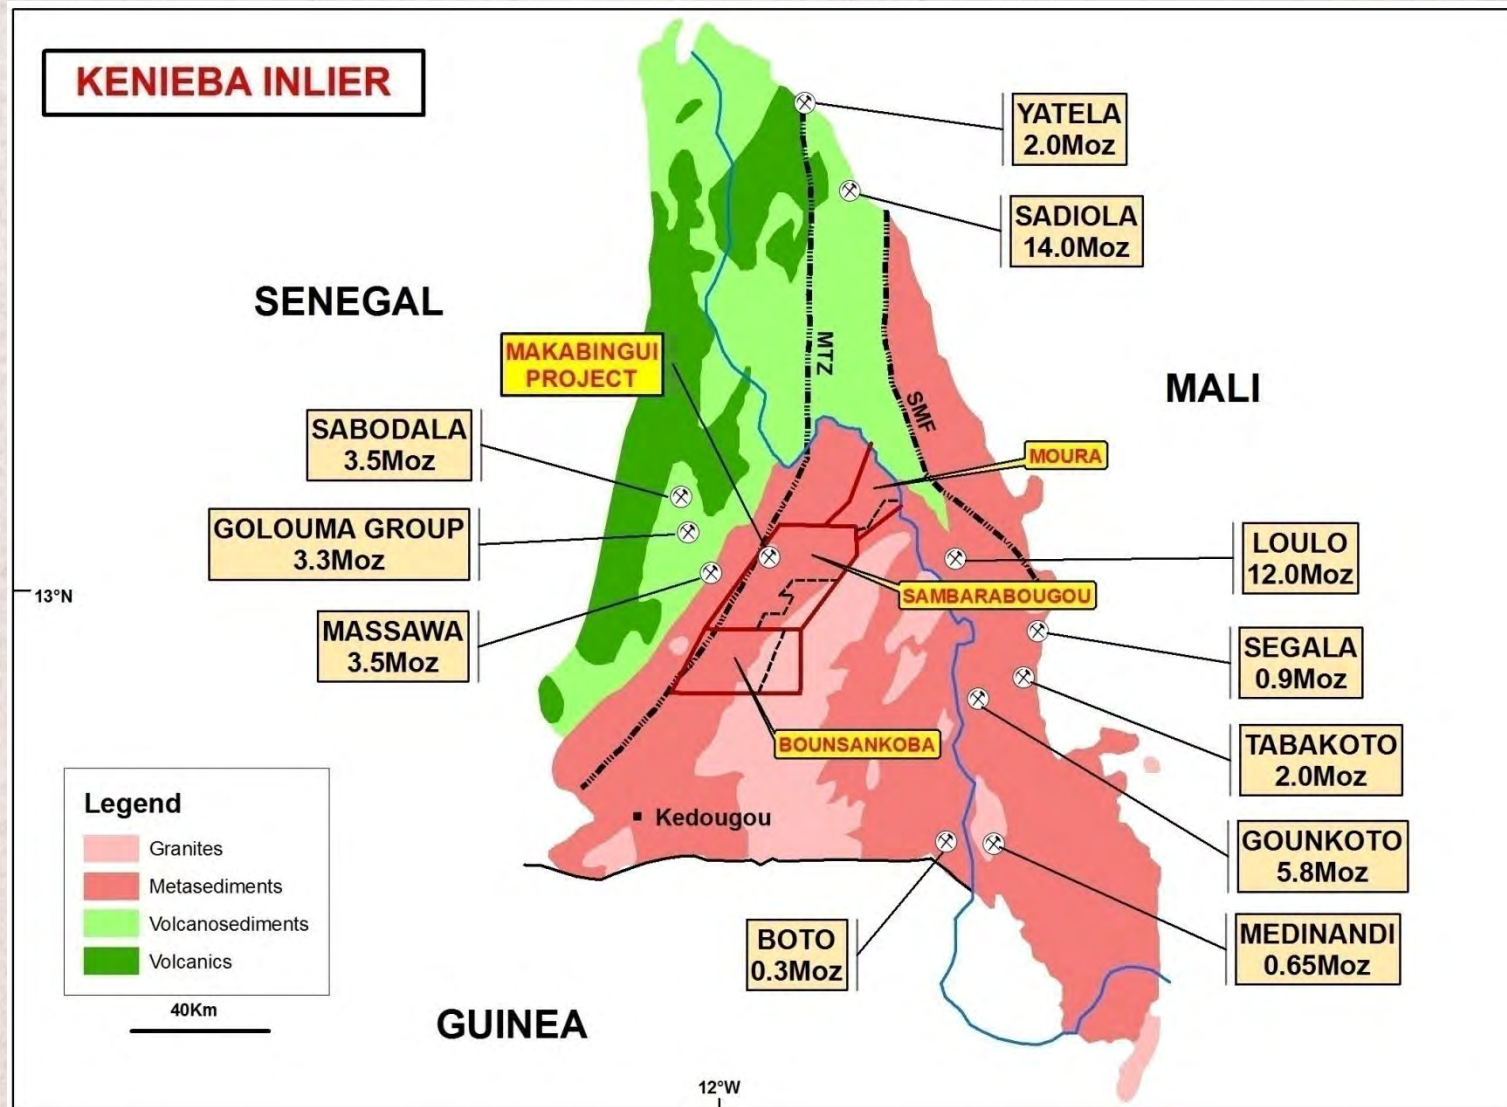 KENIEBA INLIER
YATELA
2.0Moz
SADIOLA
14.0Moz
SENEGAL
MAKABINGUI
PROJECT
MTZ
MALI
SMF
SABODALA
3.5Moz
MOURA
GOLOUMA GROUP
3.3Moz
LOULO
12.0Moz
SAMBARABOUGOU
13°N
MASSAWA
3.5Moz
SEGALA
0.9Moz
BOUNSANKOBA
TABAKOTO
2.0Moz
Legend
Granites
Metasediments
Volcanosediments
Volcanics
Kedougou
GOUNKOTO
5.8Moz
BOTO
0.3Moz
MEDINANDI
0.65Moz
40Km
GUINEA
12°W